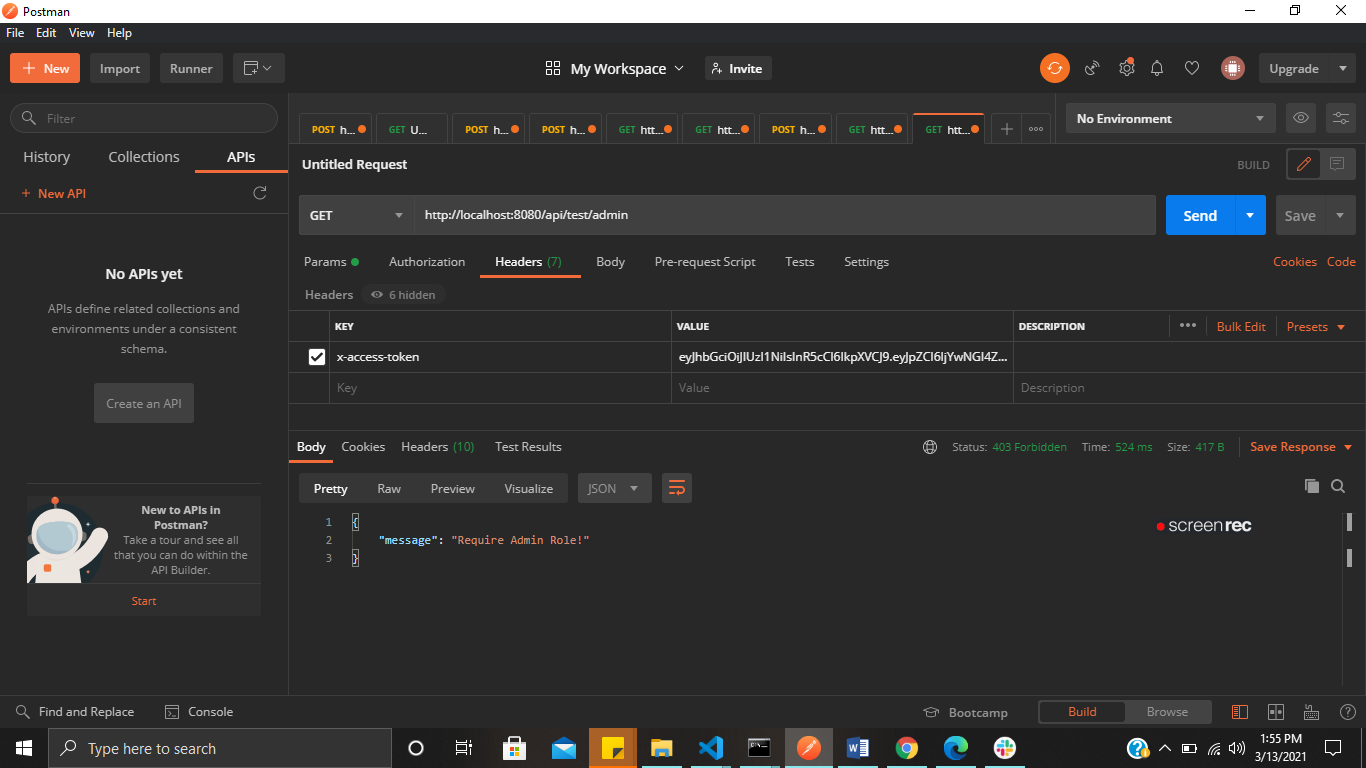 Postman
File Edit View Help
New Import Runner My Workspace Invite Upgrade
Filter
History Collections APIs
New API
No APIs yet
APIs define related collections and
environments under a consistent
schema.
Create an API
New to APIs in
Postman?
Take a tour and see all
that you can do within the
API Builder.
Start
POST h... GET U... POST h... POST h... GET htt... GET htt... POST h... GET htt... GET htt... No Environment
Untitled Request BUILD
GET http://localhost:8080/api/test/admin Send Save
Params Authorization Headers (7) Body Pre-request Script Tests Settings Cookies Code
Headers 6 hidden
KEY VALUE DESCRIPTION Bulk Edit Presets
x-access-token
Key Value Description
Body Cookies Headers (10) Test Results Status: 403 Forbidden Time: 524 ms Size: 417 B Save Response
Pretty Raw Preview Visualize JSON
1 {
2 "message": "Require Admin Role!"
3 }
screenrec
Find and Replace Console Bootcamp Build Browse
Type here to search
1:55 PM
3/13/2021